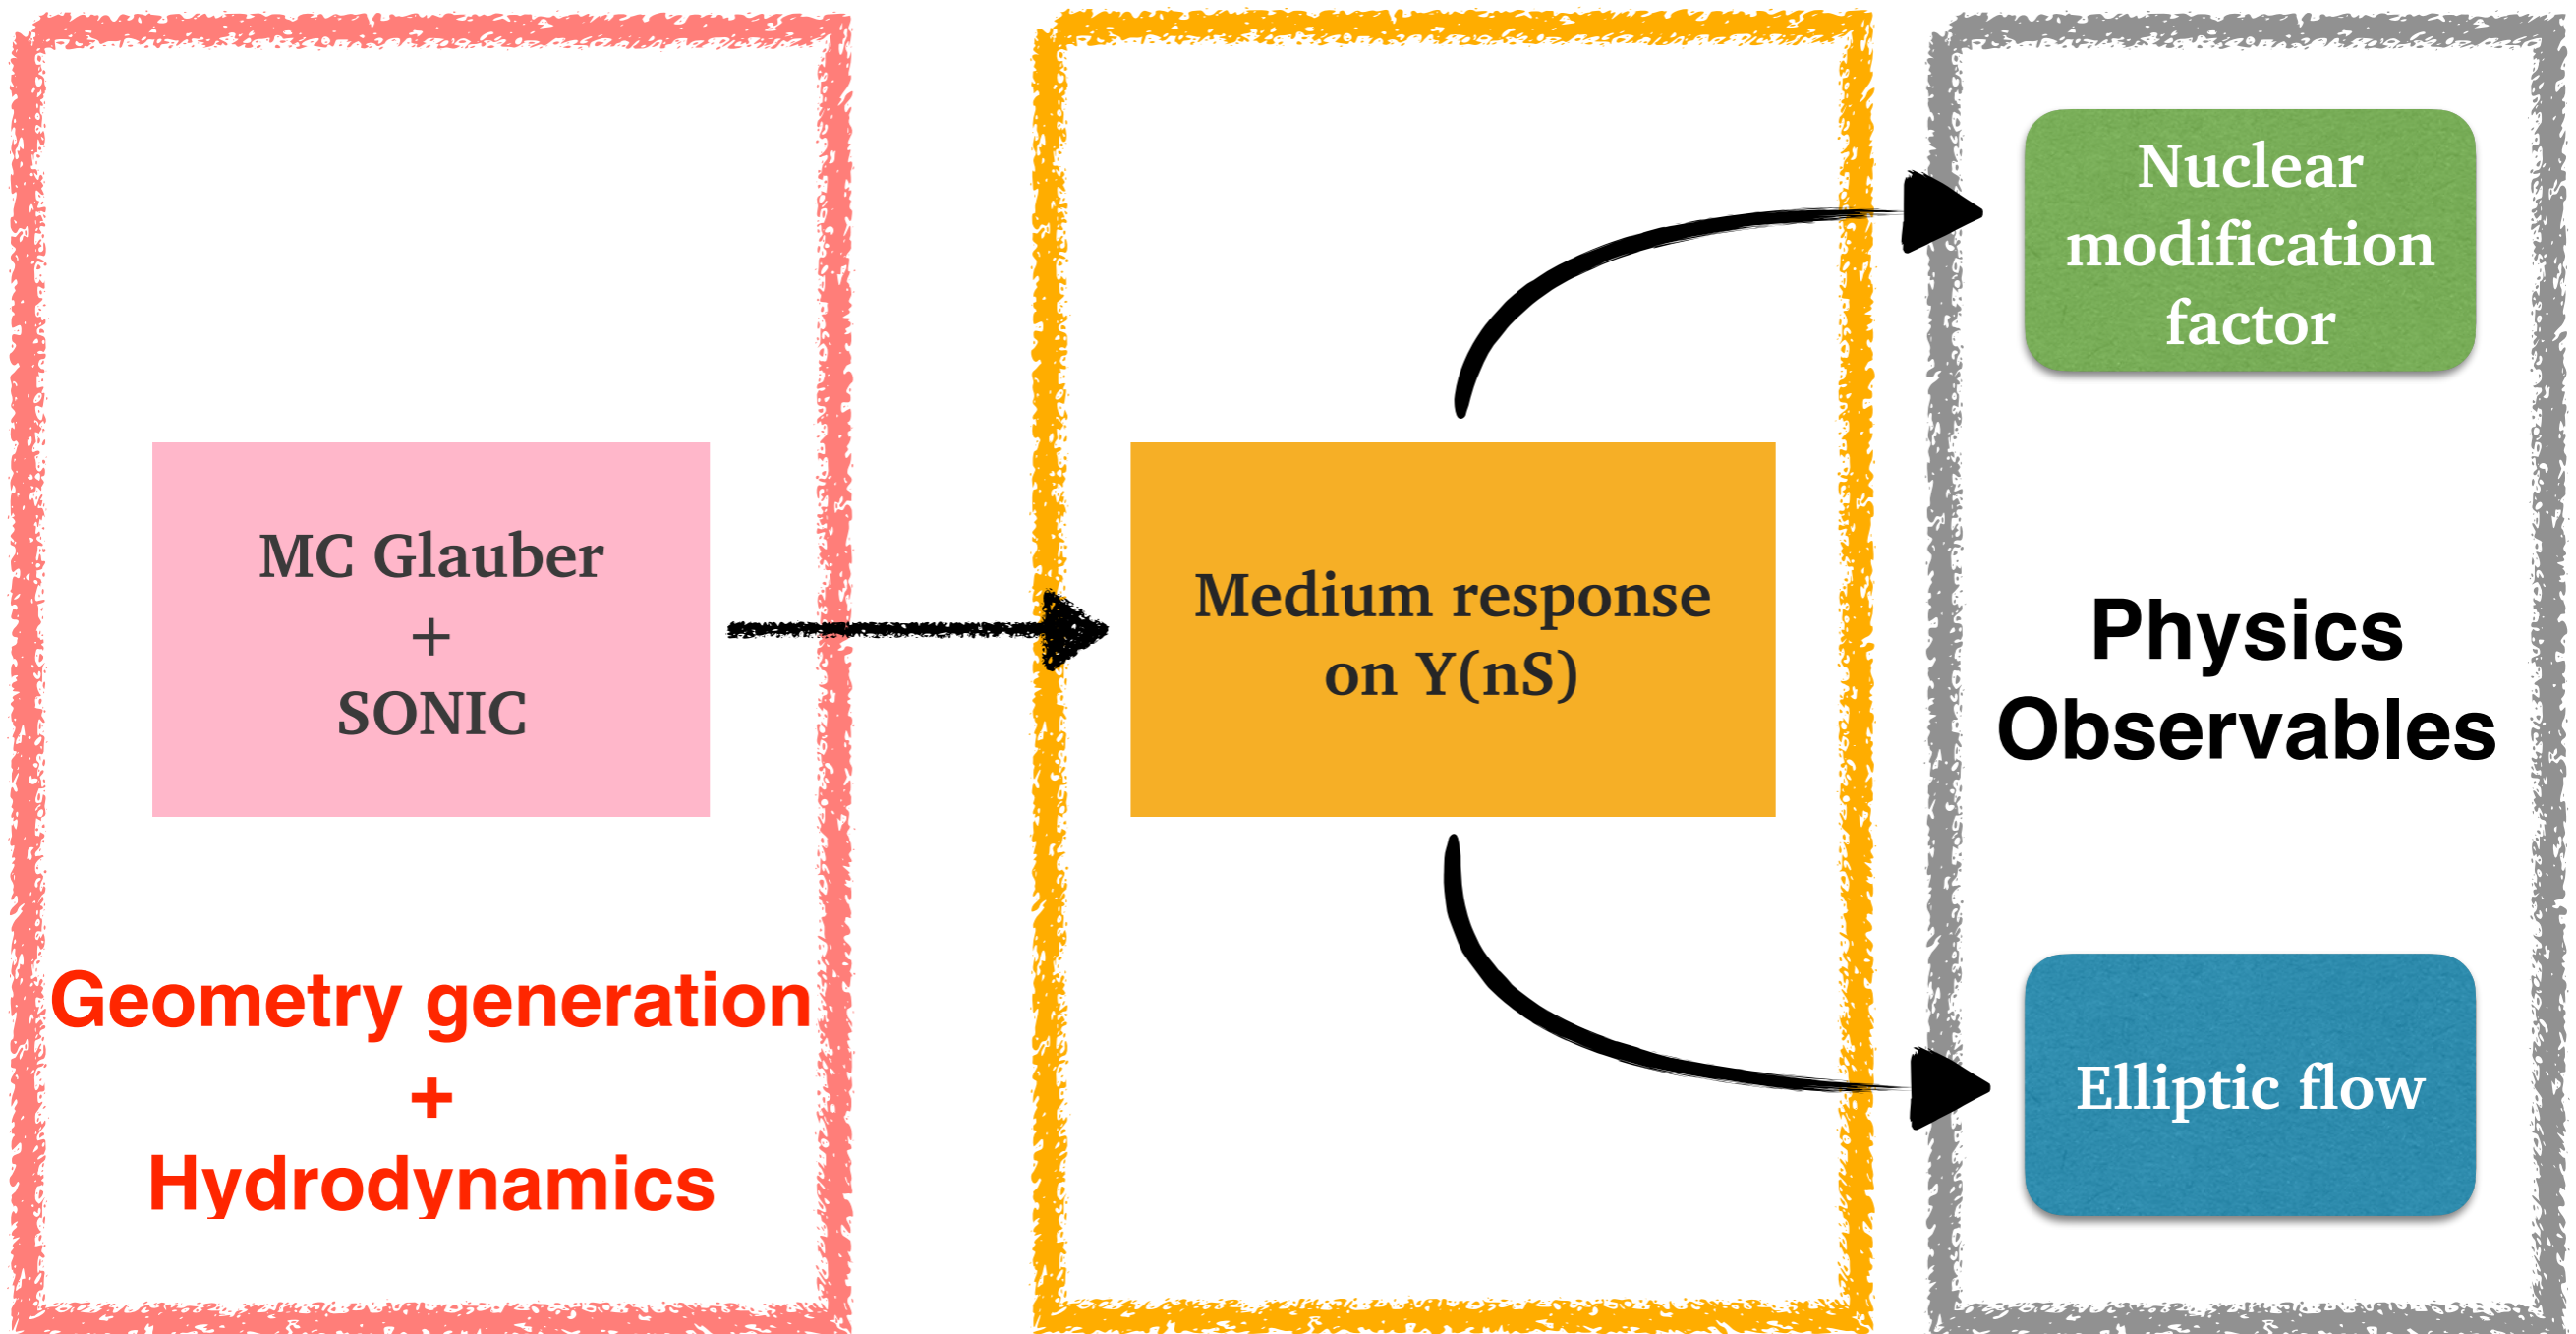 MC Glauber
+
SONIC
Geometry generation
+
Hydrodynamics
Medium response
on Y(nS)
Nuclear
modification
factor
Physics
Observables
Elliptic flow